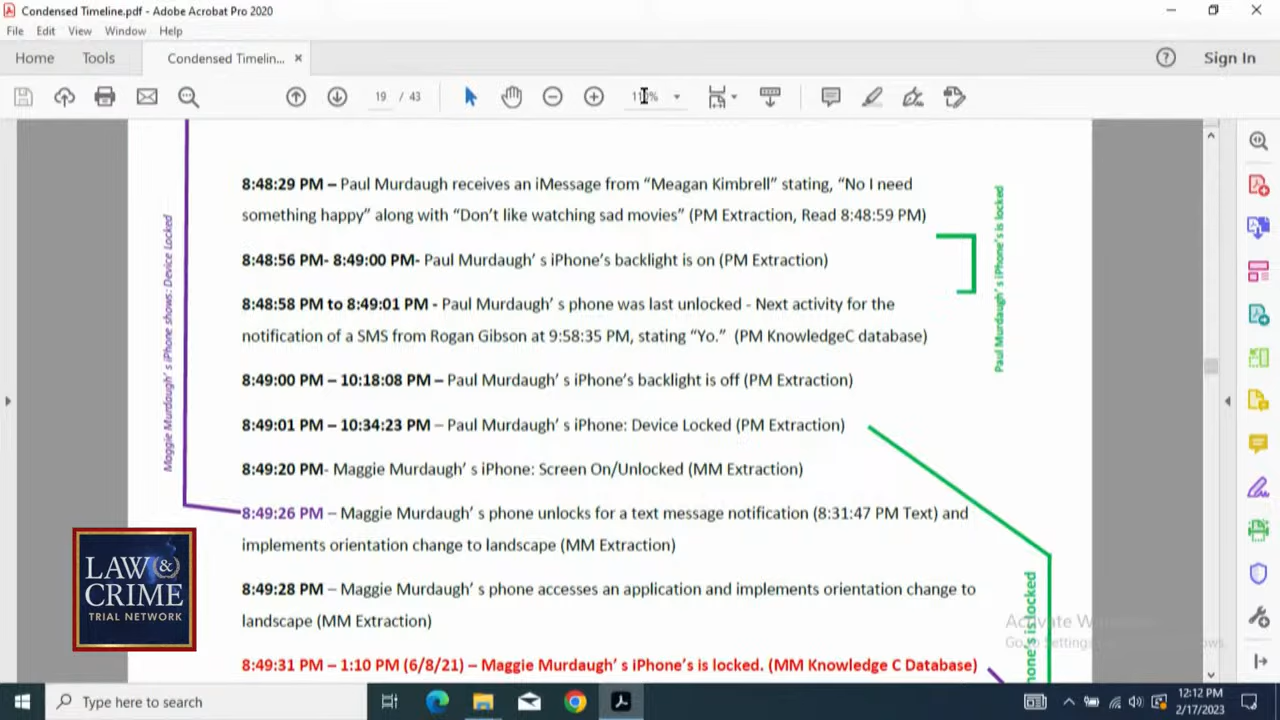 Condensed Timeline.pdf - Adobe Acrobat Pro 2020
File Edit View Window Help
Home Tools Condensed Timelin... Sign In
19 / 43
8:48:29 PM – Paul Murdaugh receives an iMessage from “Meagan Kimbrell” stating, “No I need
something happy” along with “Don’t like watching sad movies” (PM Extraction, Read 8:48:59 PM)
8:48:56 PM- 8:49:00 PM- Paul Murdaugh’ s iPhone’s backlight is on (PM Extraction)
8:48:58 PM to 8:49:01 PM - Paul Murdaugh’ s phone was last unlocked - Next activity for the
notification of a SMS from Rogan Gibson at 9:58:35 PM, stating “Yo.” (PM KnowledgeC database)
8:49:00 PM – 10:18:08 PM – Paul Murdaugh’ s iPhone’s backlight is off (PM Extraction)
8:49:01 PM – 10:34:23 PM – Paul Murdaugh’ s iPhone: Device Locked (PM Extraction)
8:49:20 PM- Maggie Murdaugh’ s iPhone: Screen On/Unlocked (MM Extraction)
8:49:26 PM – Maggie Murdaugh’ s phone unlocks for a text message notification (8:31:47 PM Text) and
implements orientation change to landscape (MM Extraction)
8:49:28 PM – Maggie Murdaugh’ s phone accesses an application and implements orientation change to
landscape (MM Extraction)
8:49:31 PM – 1:10 PM (6/8/21) – Maggie Murdaugh’ s iPhone’s is locked. (MM Knowledge C Database)
Maggie Murdaugh’ s iPhone shows: Device Locked
Paul Murdaugh’s iPhone’s is locked
hone’s is locked
LAW &
CRIME
TRIAL NETWORK
Activate W
Go to Settings
Type here to search
12:12 PM
2/17/2023